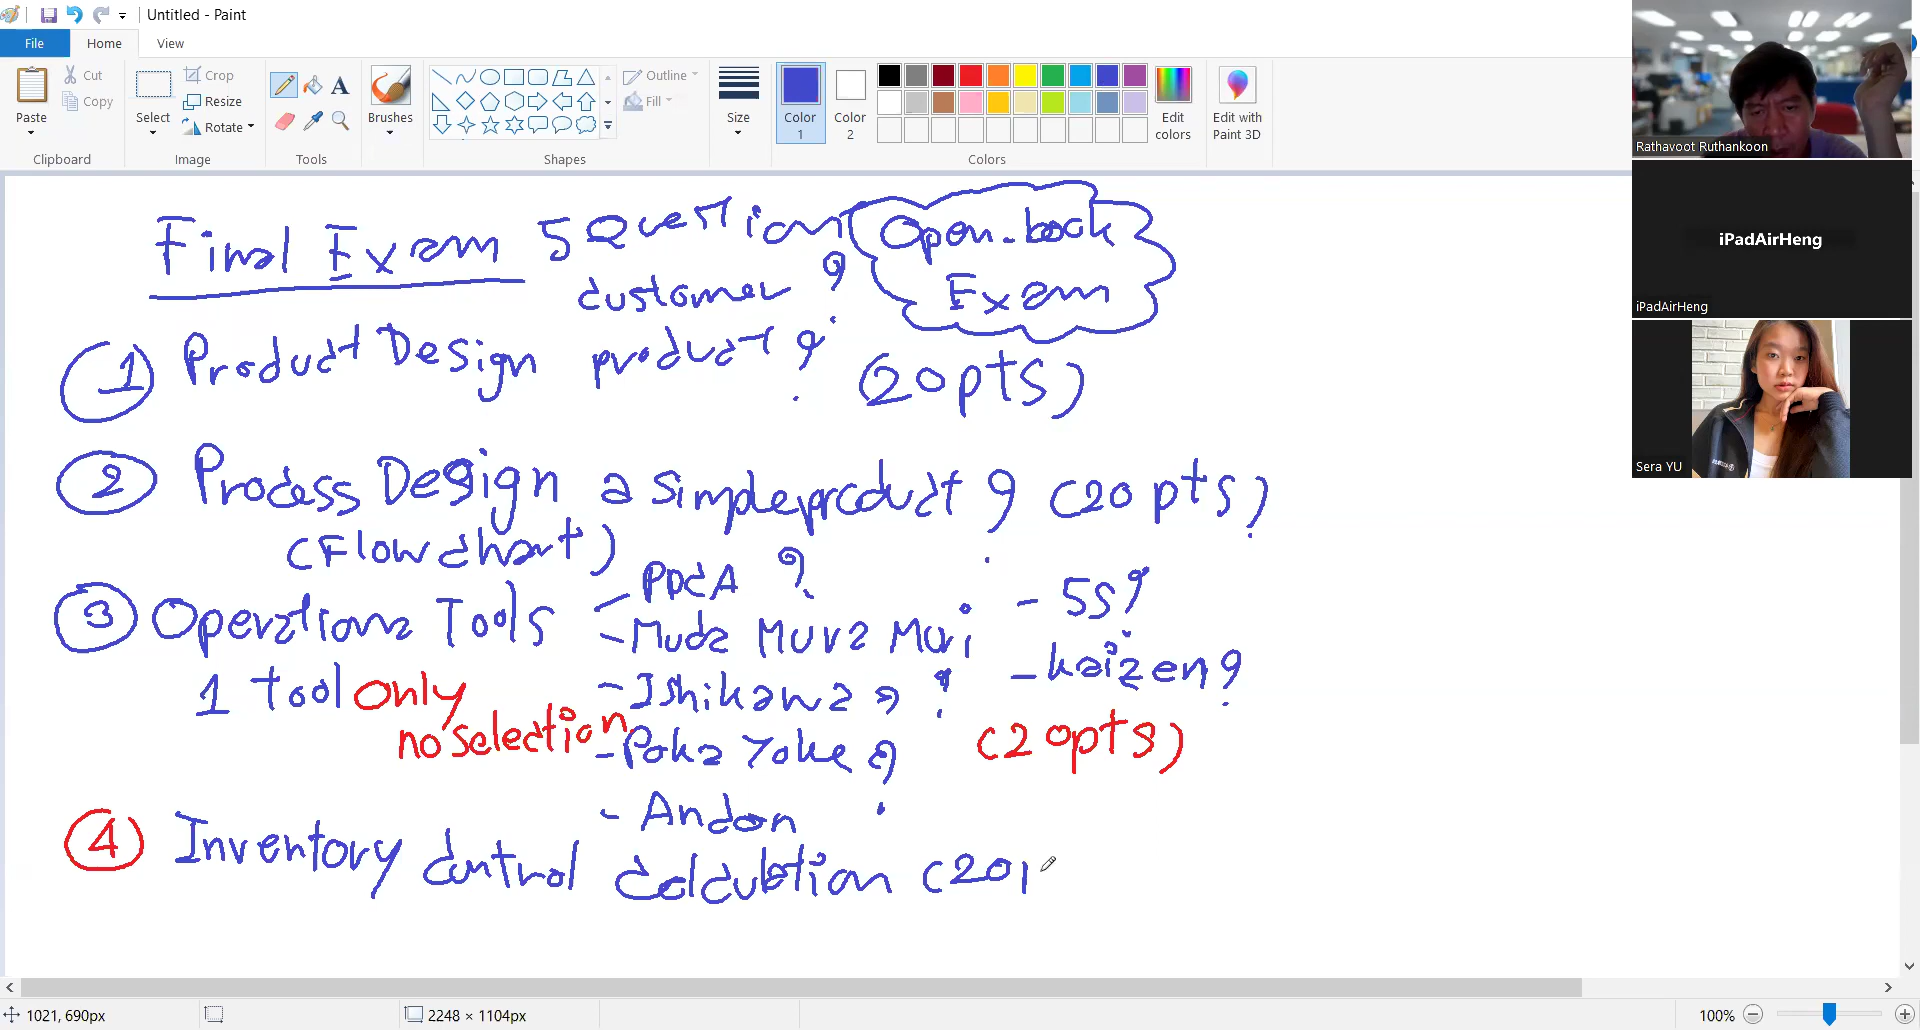 Untitled - Paint
File Home View
Paste
Cut
Copy
Clipboard
Select
Crop
Resize
Rotate
Image
A
Tools
Brushes
Shapes
Outline
Fill
Size
Color 1
Color 2
Edit colors
Colors
Edit with Paint 3D
Rathavoot Ruthankoon
iPadAirHeng
iPadAirHeng
Sera YU
Final Exam 5 Question Open-book
Exam
customer ?
1 Product Design product ? (20pts)
2 Process Design a simple product ? (20pts)
(Flow chart)
3 Operations Tools
1 tool only
no selection
- PDCA ?
- Muda Mura Muri ?
- Ishikawa ?
- Poka Yoke ?
- Andon
- 5S ?
- kaizen ?
(20pts)
4 Inventory control calculation (20p
1021, 690px
2248 × 1104px
100%